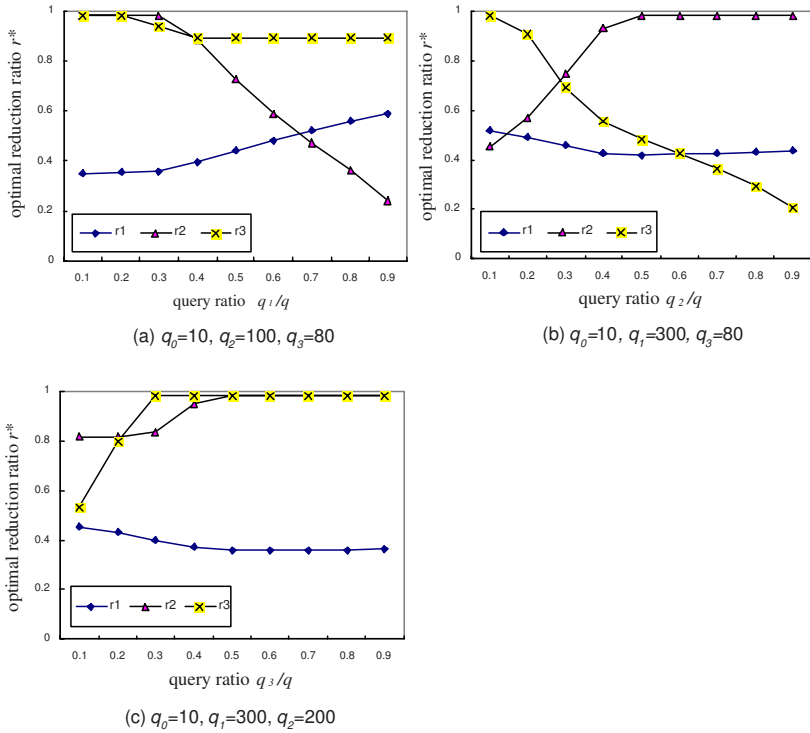 optimal reduction ratio r*
1
0.8
0.6
0.4
0.2
0
r1 r2 r3
0.1 0.2 0.3 0.4 0.5 0.6 0.7 0.8 0.9
query ratio q1/q
(a) q0=10, q2=100, q3=80
optimal reduction ratio r*
1
0.8
0.6
0.4
0.2
0
r1 r2 r3
0.1 0.2 0.3 0.4 0.5 0.6 0.7 0.8 0.9
query ratio q2/q
(b) q0=10, q1=300, q3=80
optimal reduction ratio r*
1
0.8
0.6
0.4
0.2
0
r1 r2 r3
0.1 0.2 0.3 0.4 0.5 0.6 0.7 0.8 0.9
query ratio q3/q
(c) q0=10, q1=300, q2=200